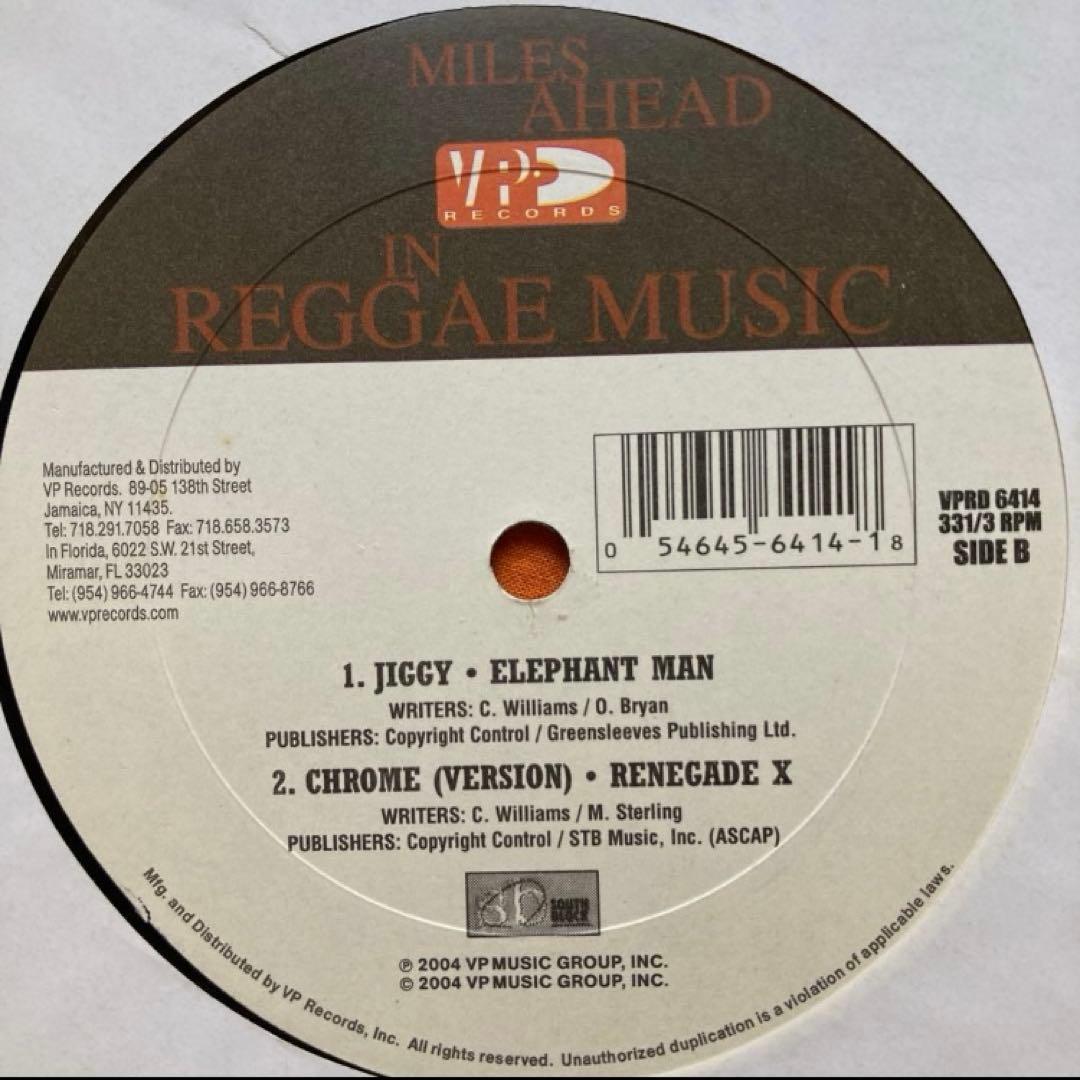 MILES
AHEAD
VP
RECORDS
IN
REGGAE MUSIC
Manufactured & Distributed by
VP Records. 89-05 138th Street
Jamaica, NY 11435.
Tel: 718.291.7058 Fax: 718.658.3573
In Florida, 6022 S.W. 21st Street,
Miramar, FL 33023
Tel: (954) 966-4744 Fax: (954) 966-8766
www.vprecords.com
0 54645-6414-1 8
VPRD 6414
331/3 RPM
SIDE B
1. JIGGY • ELEPHANT MAN
WRITERS: C. Williams / O. Bryan
PUBLISHERS: Copyright Control / Greensleeves Publishing Ltd.
2. CHROME (VERSION) • RENEGADE X
WRITERS: C. Williams / M. Sterling
PUBLISHERS: Copyright Control / STB Music, Inc. (ASCAP)
SOUTH
BLOCK
℗ 2004 VP MUSIC GROUP, INC.
© 2004 VP MUSIC GROUP, INC.
Mfg. and Distributed by VP Records, Inc. All rights reserved. Unauthorized duplication is a violation of applicable laws.